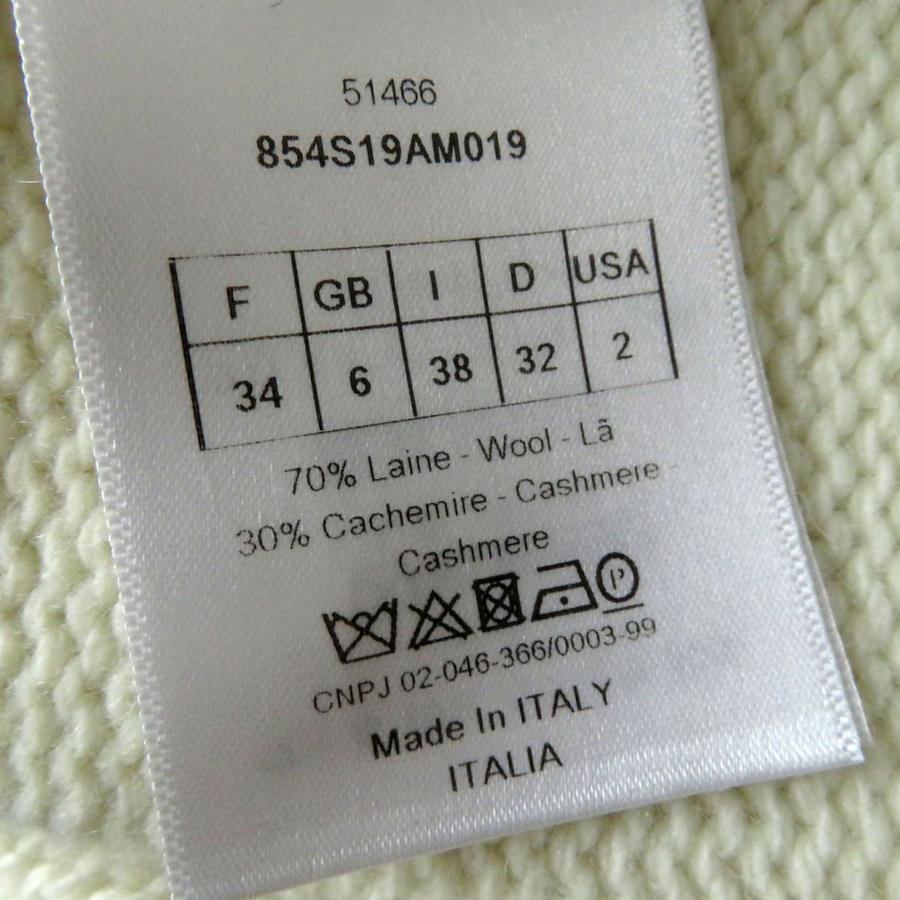 51466
854S19AM019
F GB I D USA
34 6 38 32 2
70% Laine - Wool - Lã
30% Cachemire - Cashmere -
Cashmere
P
CNPJ 02-046-366/0003-99
Made In ITALY
ITALIA